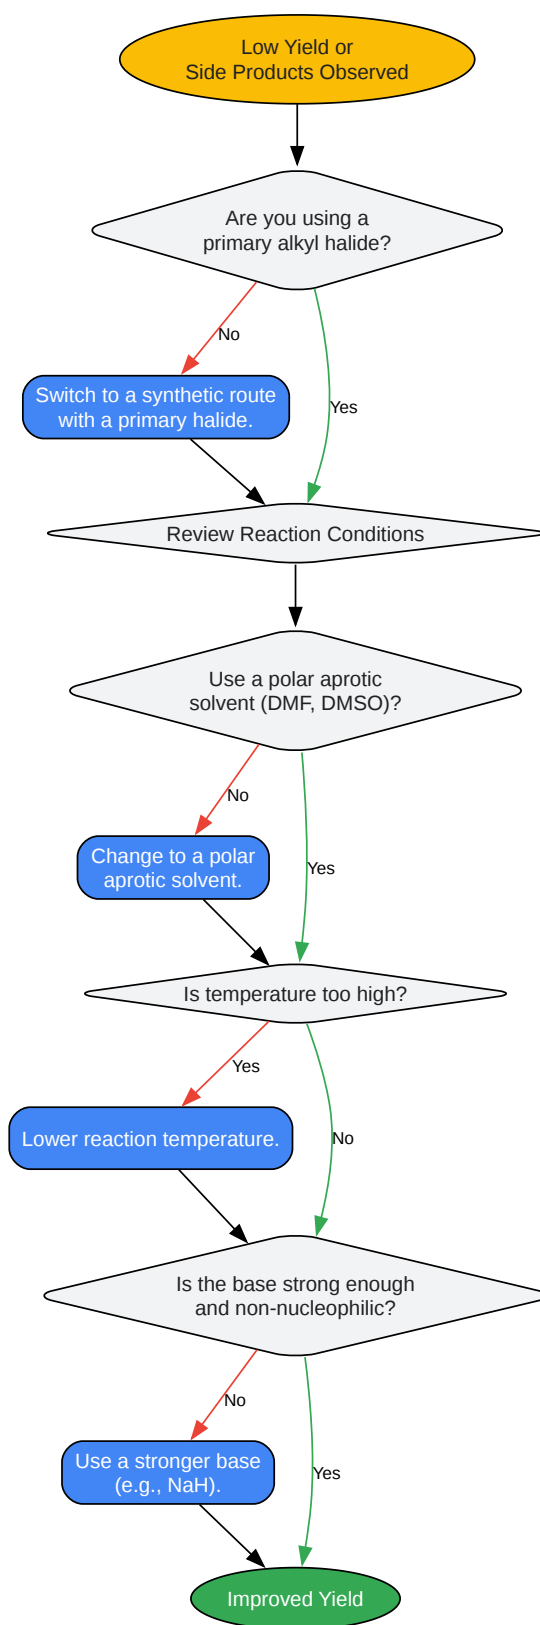 Low Yield or
Side Products Observed
Are you using a
primary alkyl halide?
No
Yes
Switch to a synthetic route
with a primary halide.
Review Reaction Conditions
Use a polar aprotic
solvent (DMF, DMSO)?
No
Yes
Change to a polar
aprotic solvent.
Is temperature too high?
Yes
No
Lower reaction temperature.
Is the base strong enough
and non-nucleophilic?
No
Yes
Use a stronger base
(e.g., NaH).
Improved Yield